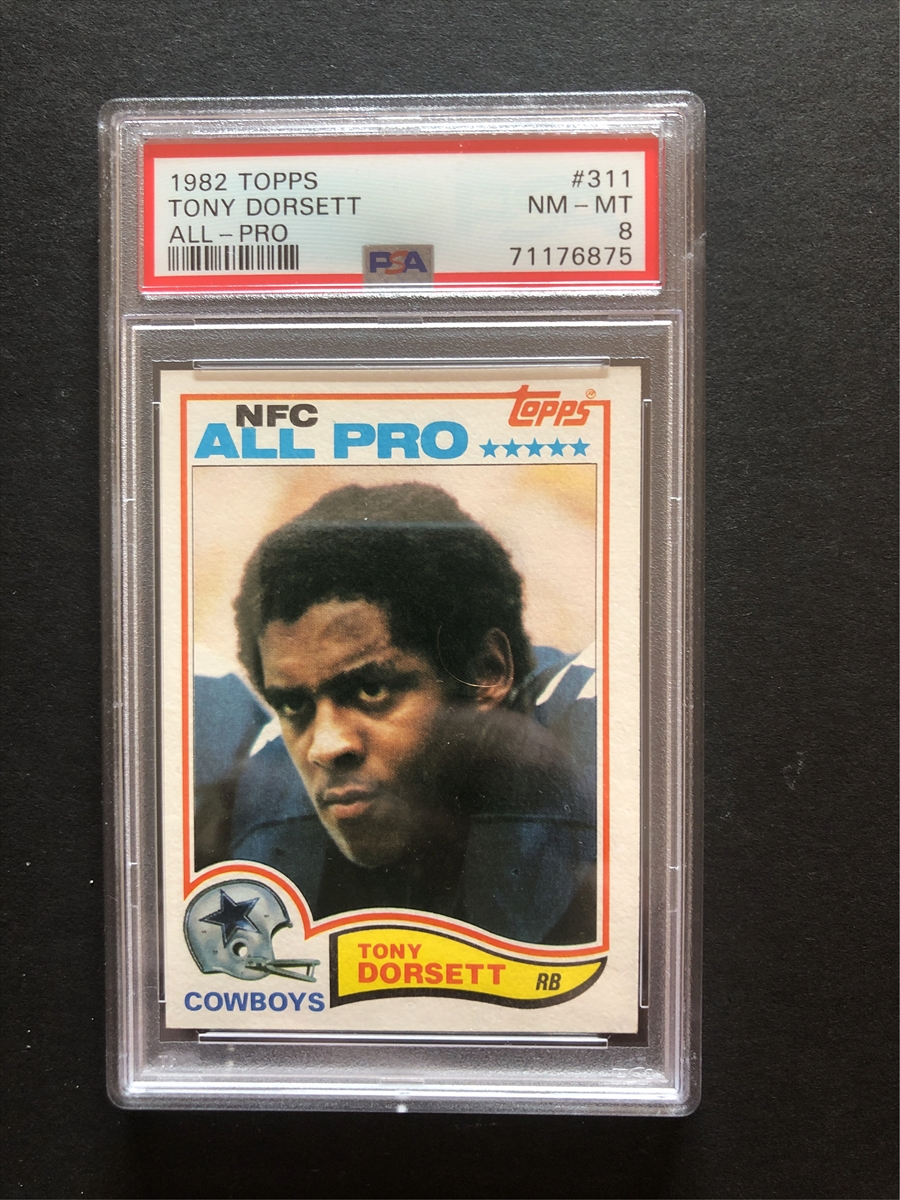 1982 TOPPS #311
TONY DORSETT NM-MT
ALL-PRO 8
PSA 71176875
NFC
ALL PRO
topps
TONY
DORSETT RB
COWBOYS